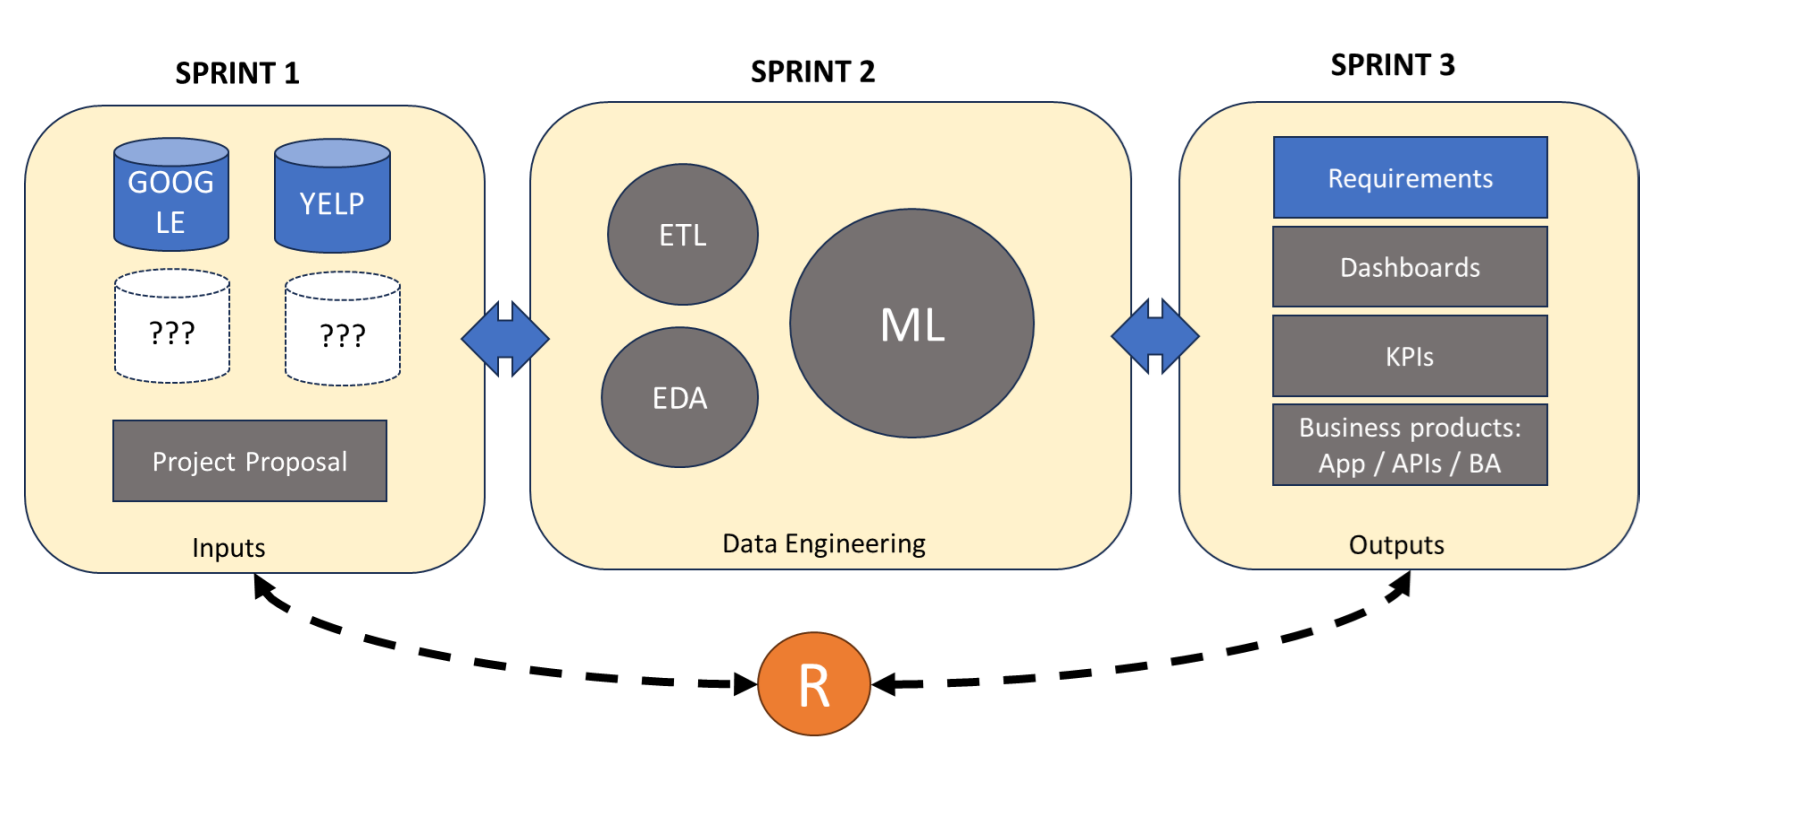 SPRINT 1
GOOG
LE
YELP
???
???
Project Proposal
Inputs
SPRINT 2
ETL
EDA
ML
Data Engineering
SPRINT 3
Requirements
Dashboards
KPIs
Business products:
App / APIs / BA
Outputs
R